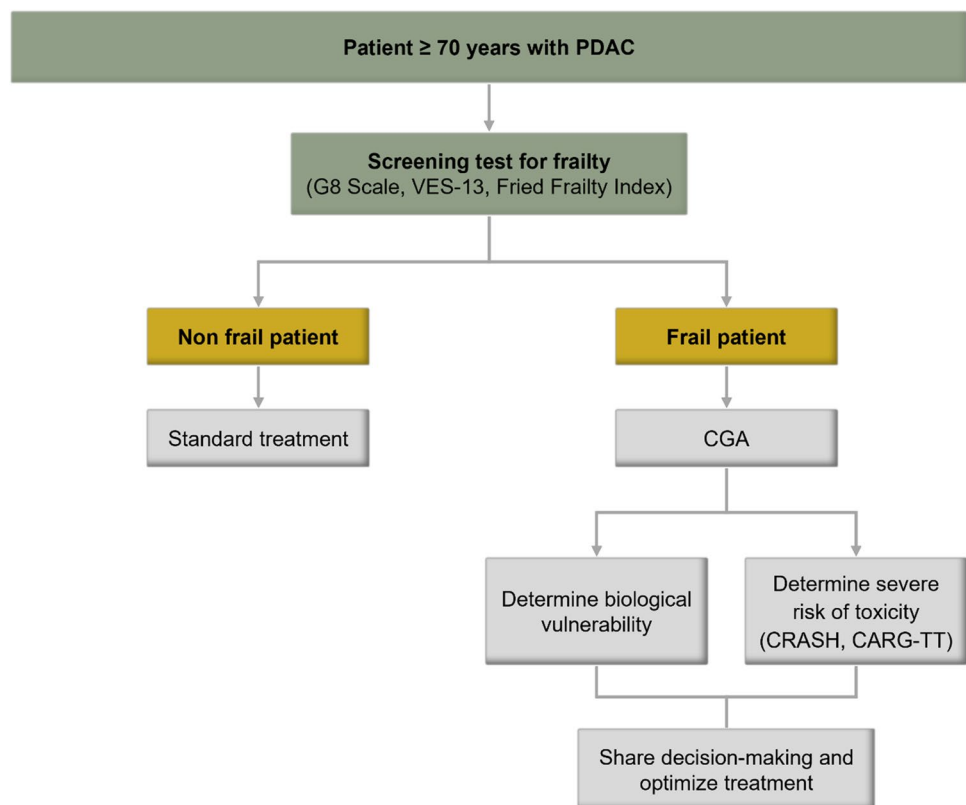 Patient ≥ 70 years with PDAC
Screening test for frailty
(G8 Scale, VES-13, Fried Frailty Index)
Non frail patient
Frail patient
Standard treatment
CGA
Determine biological
vulnerability
Determine severe
risk of toxicity
(CRASH, CARG-TT)
Share decision-making and
optimize treatment